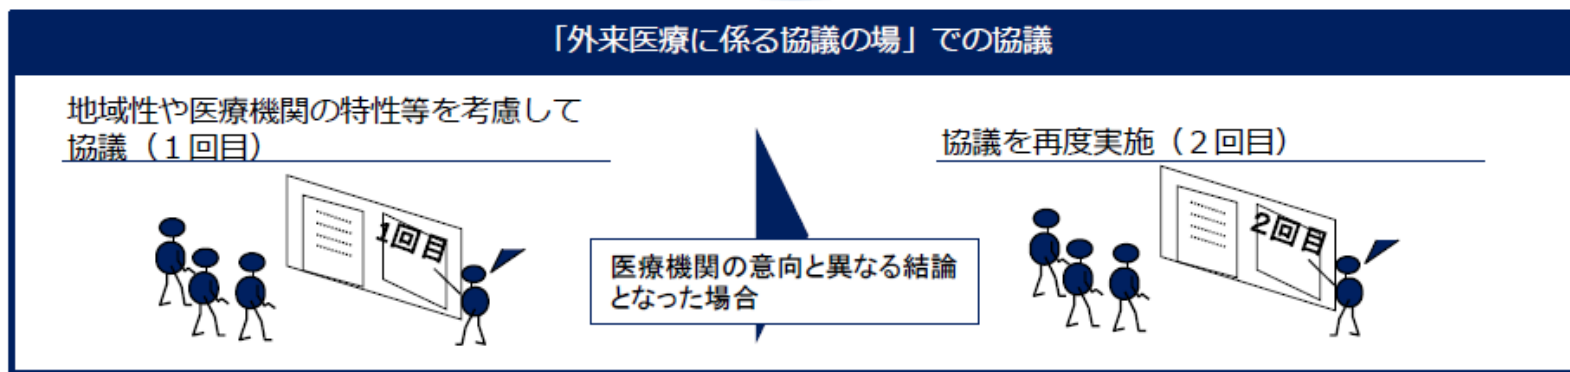 「外来医療に係る協議の場」での協議
地域性や医療機関の特性等を考慮して
協議（１回目）
1回目
医療機関の意向と異なる結論
となった場合
協議を再度実施（２回目）
2回目